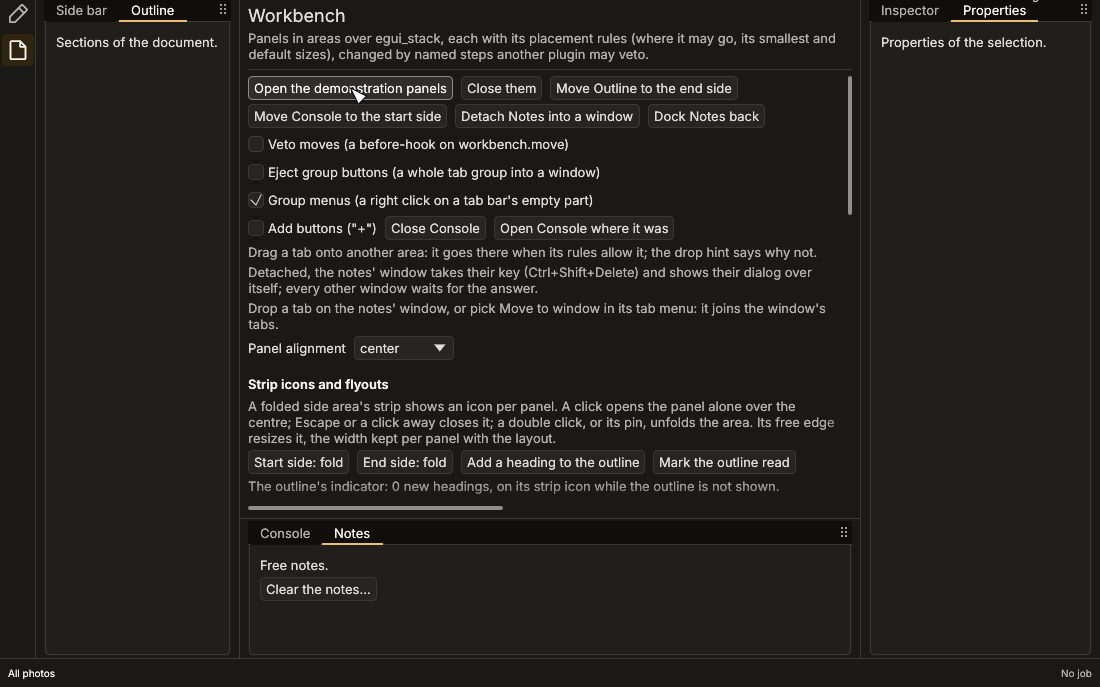 Side bar
Outline
Sections of the document.
Workbench
Panels in areas over egui_stack, each with its placement rules (where it may go, its smallest and
default sizes), changed by named steps another plugin may veto.
Open the demonstration panels
Close them
Move Outline to the end side
Move Console to the start side
Detach Notes into a window
Dock Notes back
Veto moves (a before-hook on workbench.move)
Eject group buttons (a whole tab group into a window)
Group menus (a right click on a tab bar's empty part)
Add buttons ("+")
Close Console
Open Console where it was
Drag a tab onto another area: it goes there when its rules allow it; the drop hint says why not.
Detached, the notes' window takes their key (Ctrl+Shift+Delete) and shows their dialog over
itself; every other window waits for the answer.
Drop a tab on the notes' window, or pick Move to window in its tab menu: it joins the window's
tabs.
Panel alignment
center
Strip icons and flyouts
A folded side area's strip shows an icon per panel. A click opens the panel alone over the
centre; Escape or a click away closes it; a double click, or its pin, unfolds the area. Its free edge
resizes it, the width kept per panel with the layout.
Start side: fold
End side: fold
Add a heading to the outline
Mark the outline read
The outline's indicator: 0 new headings, on its strip icon while the outline is not shown.
Console
Notes
Free notes.
Clear the notes...
Inspector
Properties
Properties of the selection.
All photos
No job